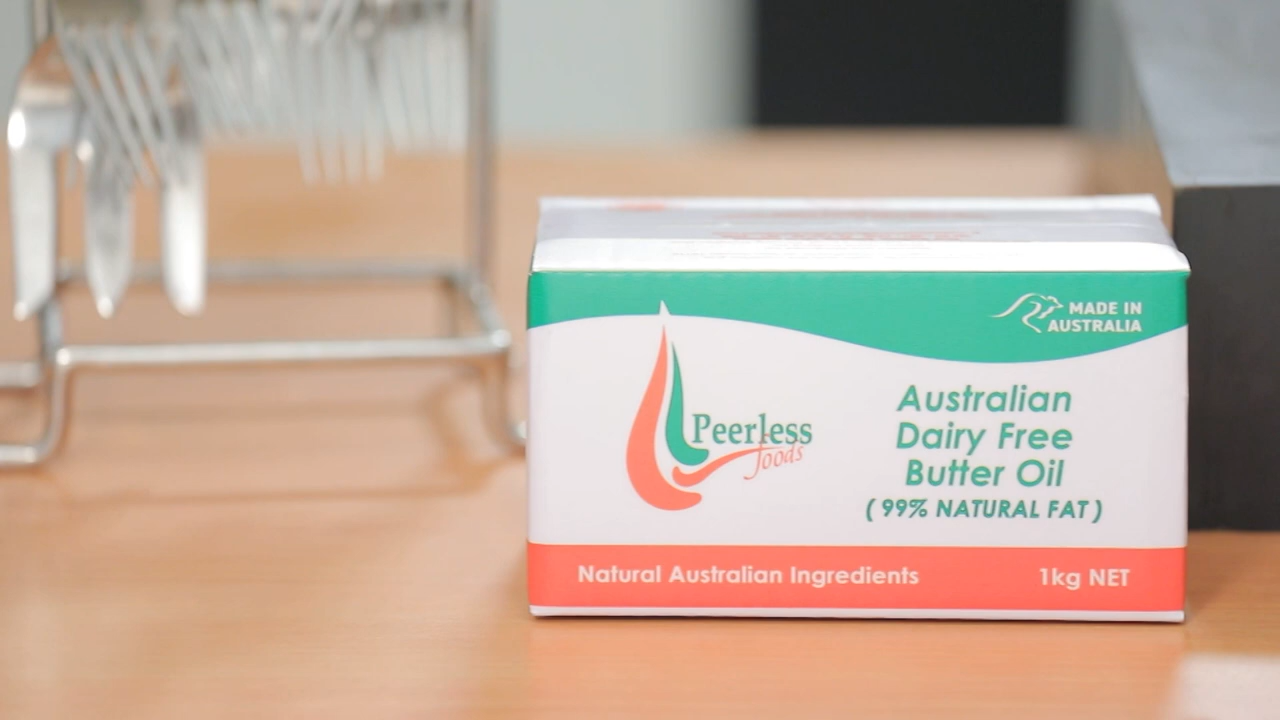 MADE IN
AUSTRALIA
Peerless
foods
Australian
Dairy Free
Butter Oil
( 99% NATURAL FAT )
Natural Australian Ingredients
1kg NET